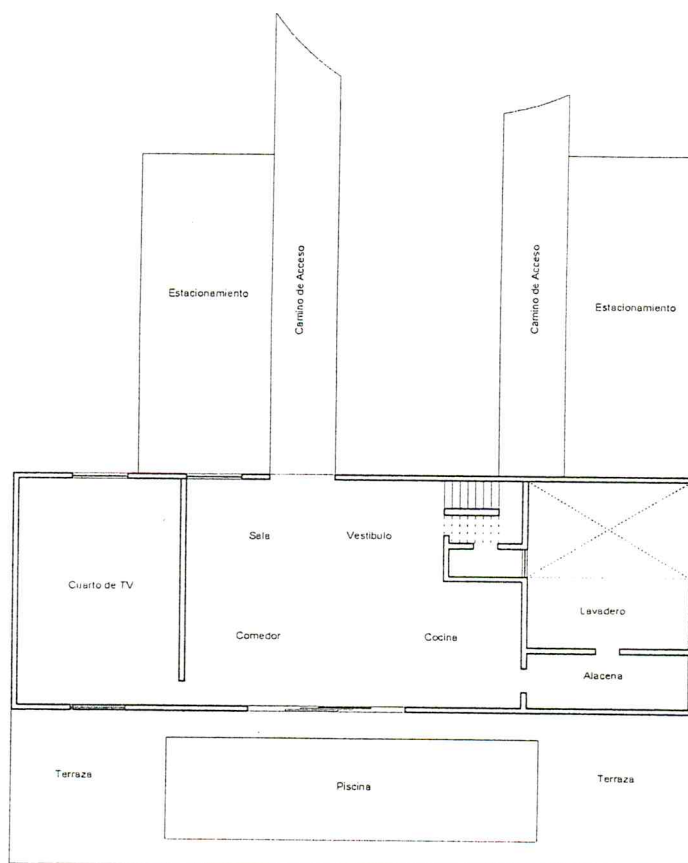 Camino de Acceso
Camino de Acceso
Estacionamiento
Estacionamiento
Sala
Vestibulo
Cuarto de TV
Lavadero
Comedor
Cocina
Alacena
Terraza
Piscina
Terraza